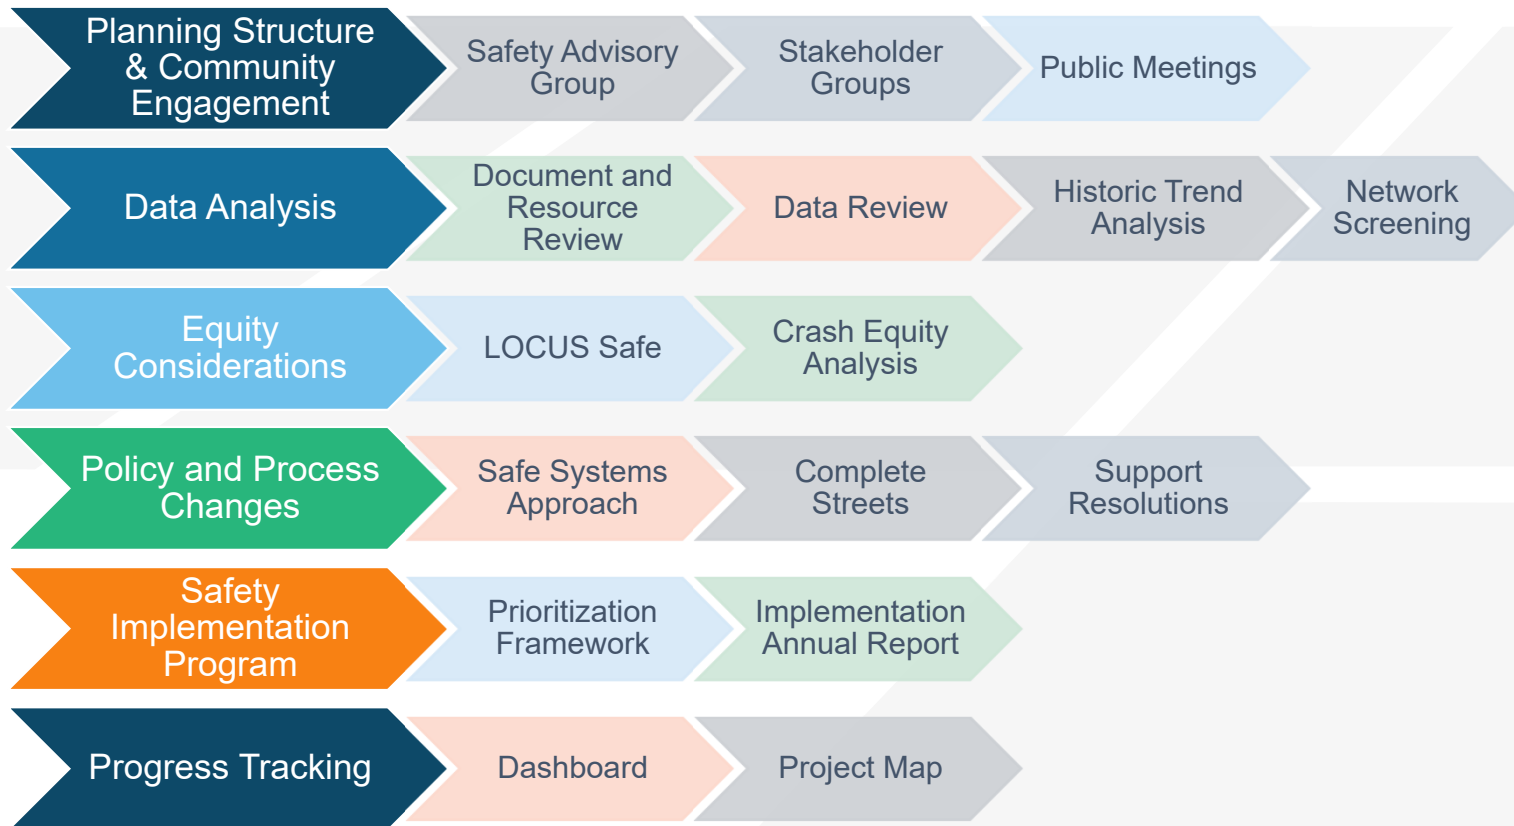 Planning Structure
& Community
Engagement
Safety Advisory
Group
Stakeholder
Groups
Public Meetings
Data Analysis
Document and
Resource
Review
Data Review
Historic Trend
Analysis
Network
Screening
Equity
Considerations
LOCUS Safe
Crash Equity
Analysis
Policy and Process
Changes
Safe Systems
Approach
Complete
Streets
Support
Resolutions
Safety
Implementation
Program
Prioritization
Framework
Implementation
Annual Report
Progress Tracking
Dashboard
Project Map